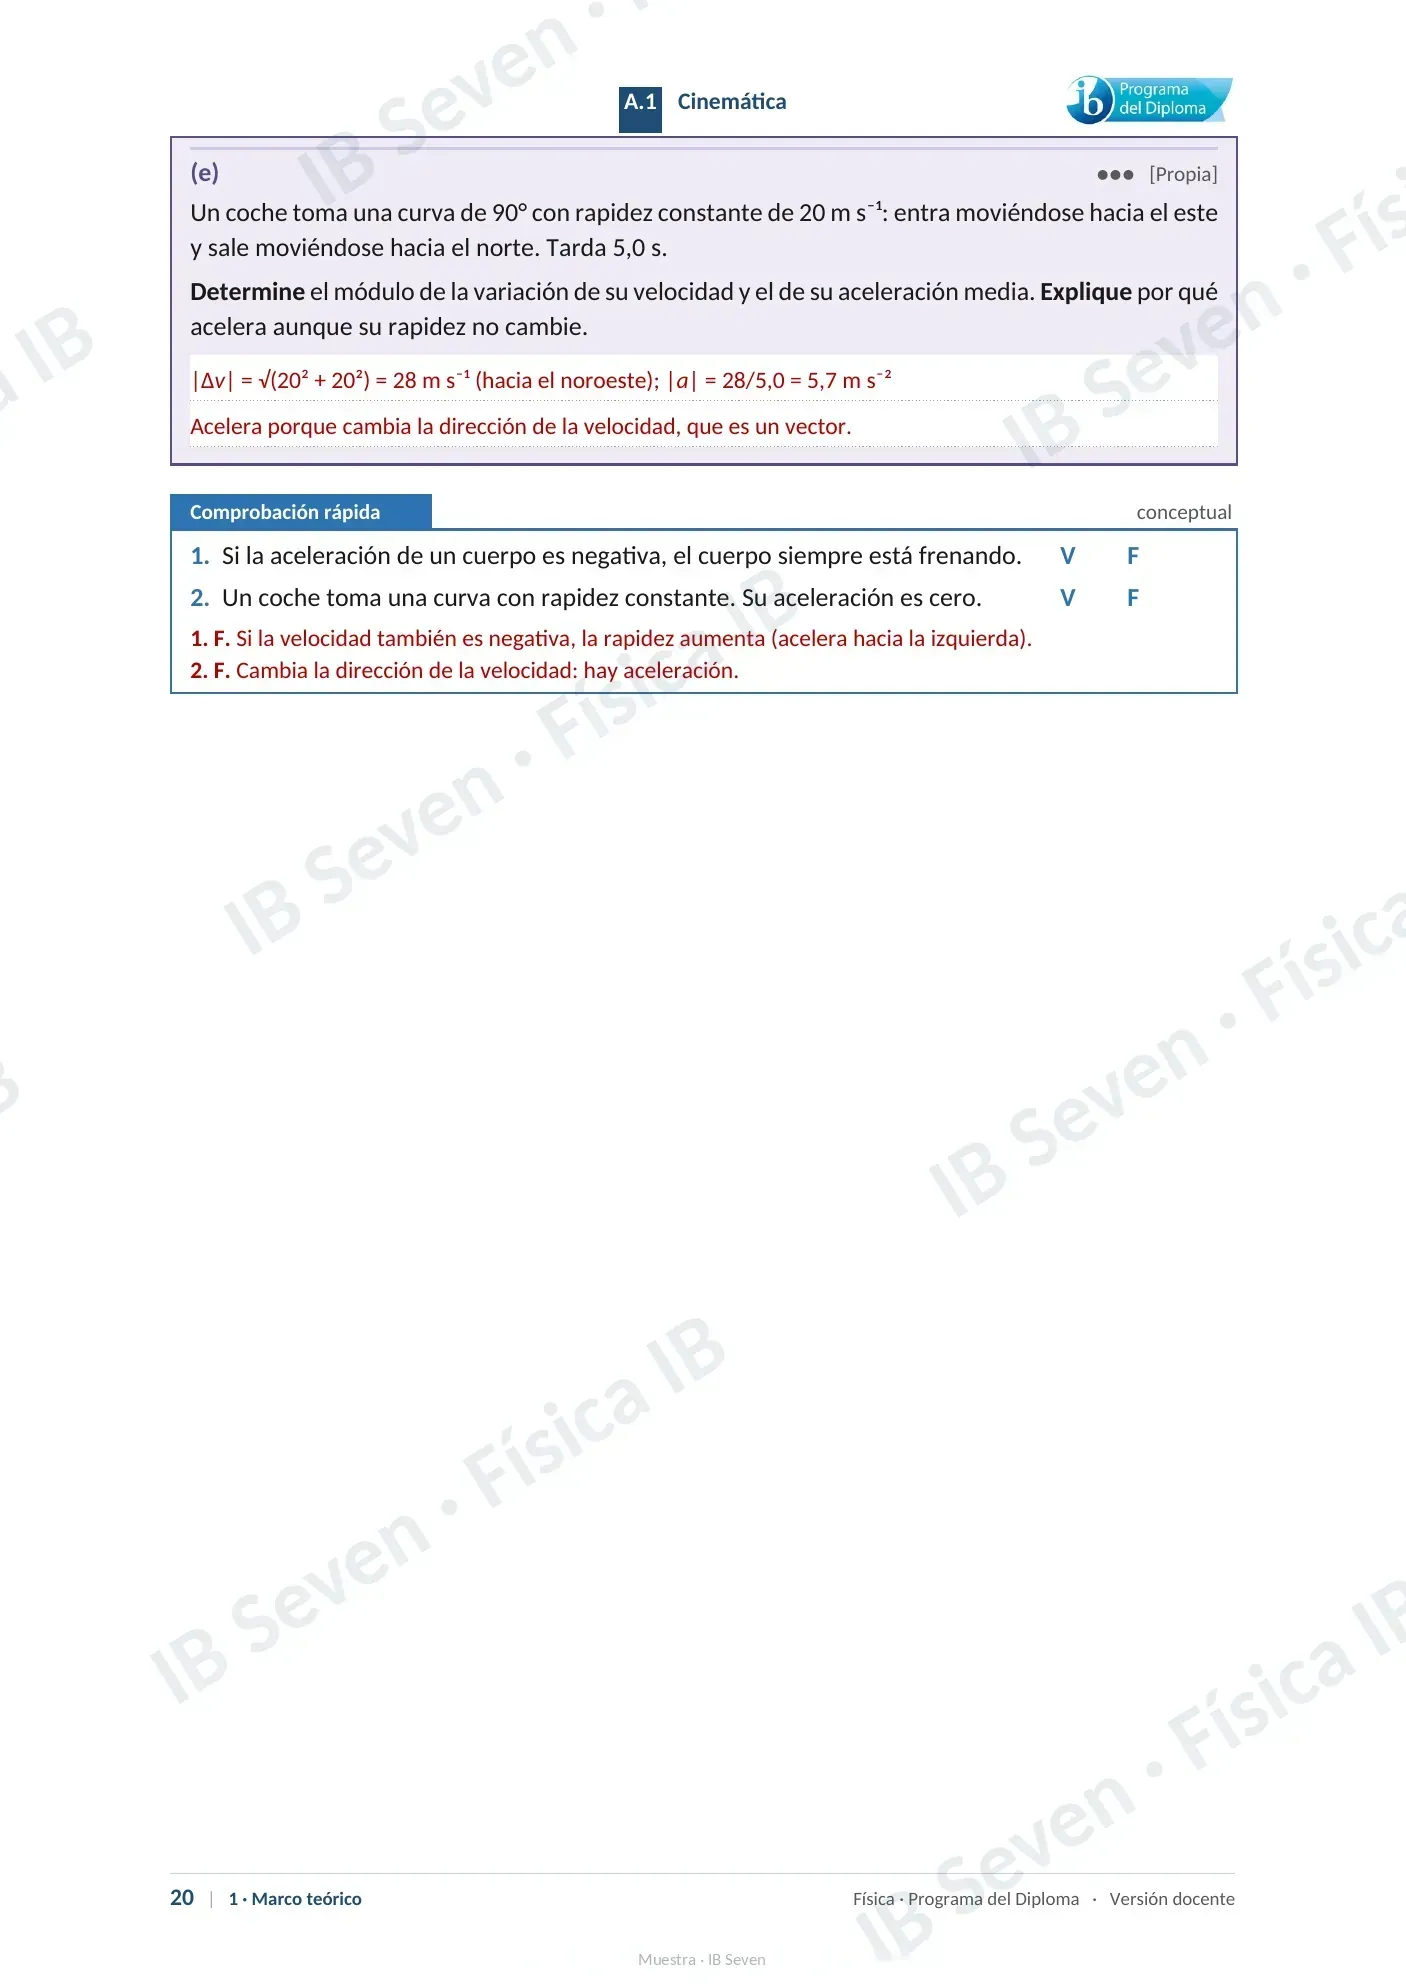 A.1 Cinemática
Programa
del Diploma
(e) ●●● [Propia]
Un coche toma una curva de 90° con rapidez constante de 20 m s⁻¹: entra moviéndose hacia el este
y sale moviéndose hacia el norte. Tarda 5,0 s.
Determine el módulo de la variación de su velocidad y el de su aceleración media. Explique por qué
acelera aunque su rapidez no cambie.
|Δv| = √(20² + 20²) = 28 m s⁻¹ (hacia el noroeste); |a| = 28/5,0 = 5,7 m s⁻²
Acelera porque cambia la dirección de la velocidad, que es un vector.
Comprobación rápida conceptual
1. Si la aceleración de un cuerpo es negativa, el cuerpo siempre está frenando. V F
2. Un coche toma una curva con rapidez constante. Su aceleración es cero. V F
1. F. Si la velocidad también es negativa, la rapidez aumenta (acelera hacia la izquierda).
2. F. Cambia la dirección de la velocidad: hay aceleración.
IB Seven · Física IB
20 | 1 · Marco teórico Física · Programa del Diploma · Versión docente
Muestra · IB Seven